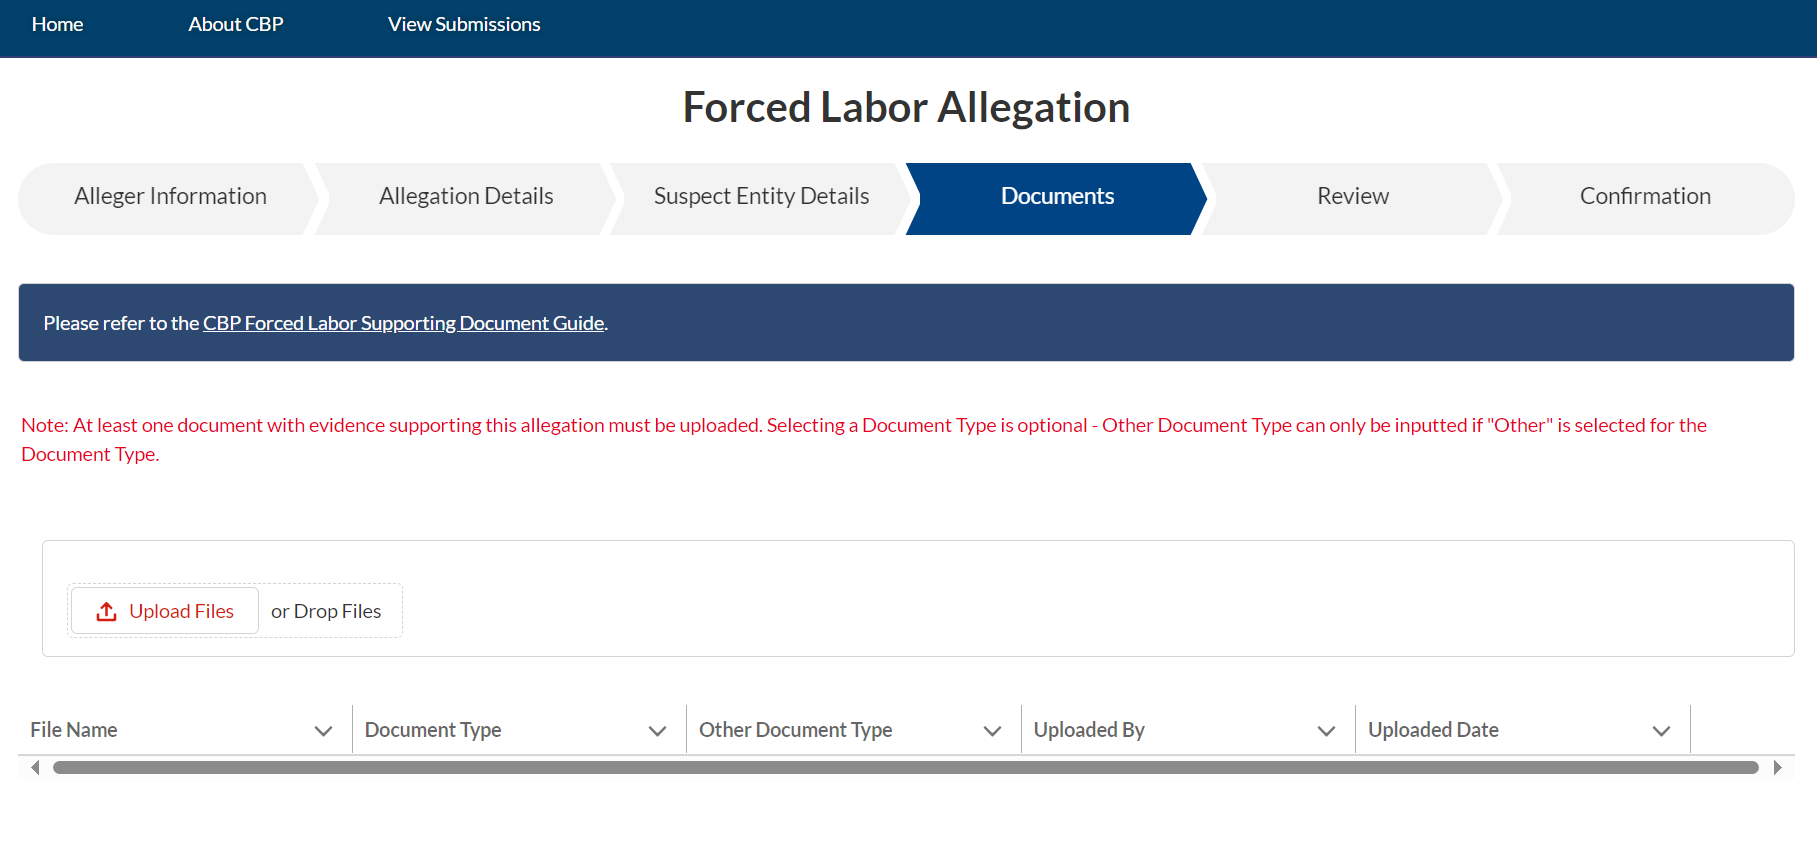 Home About CBP View Submissions
Forced Labor Allegation
Alleger Information Allegation Details Suspect Entity Details Documents Review Confirmation
Please refer to the CBP Forced Labor Supporting Document Guide.
Note: At least one document with evidence supporting this allegation must be uploaded. Selecting a Document Type is optional - Other Document Type can only be inputted if "Other" is selected for the
Document Type.
Upload Files or Drop Files
File Name Document Type Other Document Type Uploaded By Uploaded Date